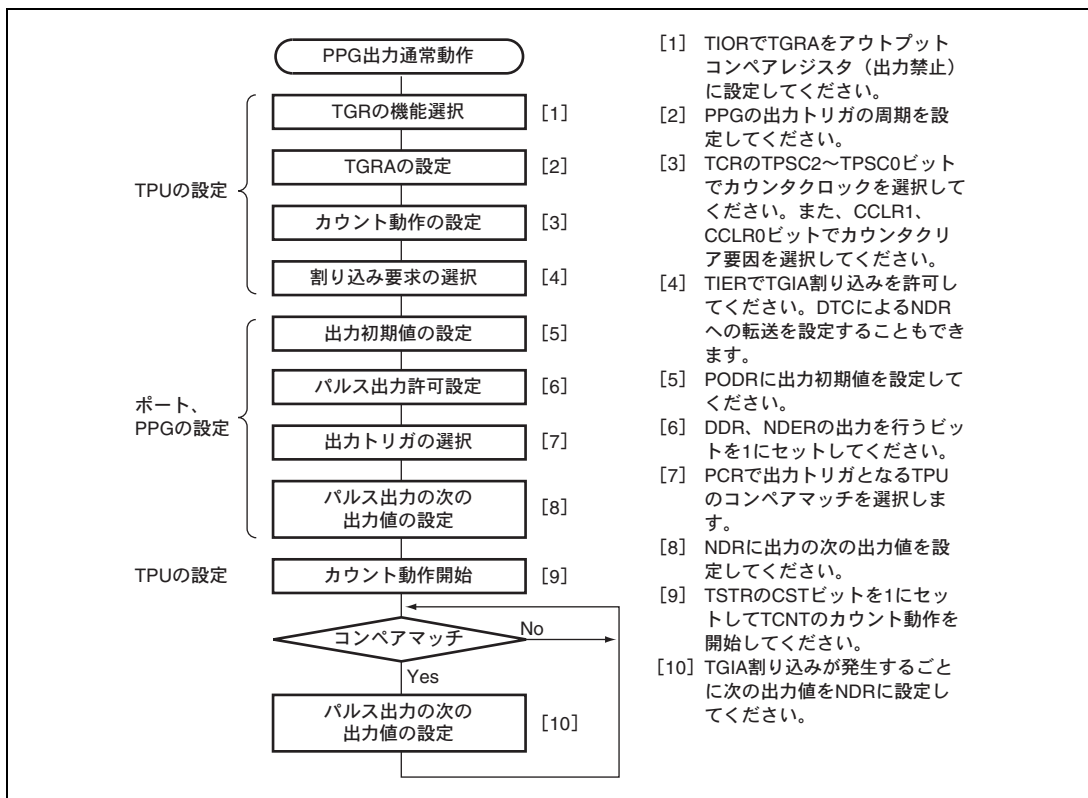 PPG出力通常動作
TPUの設定
TGRの機能選択 [1]
TGRAの設定 [2]
カウント動作の設定 [3]
割り込み要求の選択 [4]
ポート、
PPGの設定
出力初期値の設定 [5]
パルス出力許可設定 [6]
出力トリガの選択 [7]
パルス出力の次の
出力値の設定
[8]
TPUの設定
カウント動作開始 [9]
コンペアマッチ
No
Yes
パルス出力の次の
出力値の設定
[10]
[1] TIORでTGRAをアウトプット
コンペアレジスタ（出力禁止）
に設定してください。
[2] PPGの出力トリガの周期を設
定してください。
[3] TCRのTPSC2～TPSC0ビット
でカウンタクロックを選択して
ください。また、CCLR1、
CCLR0ビットでカウンタクリ
ア要因を選択してください。
[4] TIERでTGIA割り込みを許可し
てください。DTCによるNDR
への転送を設定することもでき
ます。
[5] PODRに出力初期値を設定して
ください。
[6] DDR、NDERの出力を行うビッ
トを1にセットしてください。
[7] PCRで出力トリガとなるTPU
のコンペアマッチを選択しま
す。
[8] NDRに出力の次の出力値を設
定してください。
[9] TSTRのCSTビットを1にセッ
トしてTCNTのカウント動作を
開始してください。
[10] TGIA割り込みが発生するごと
に次の出力値をNDRに設定し
てください。